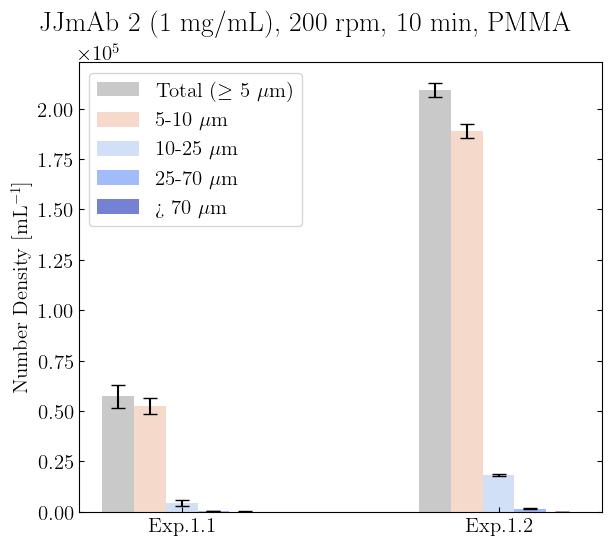 JJmAb 2 (1 mg/mL), 200 rpm, 10 min, PMMA
×10⁵
Total (≥ 5 μm)
5-10 μm
10-25 μm
25-70 μm
¿ 70 μm
2.00
1.75
1.50
1.25
1.00
0.75
0.50
0.25
0.00
Number Density [mL⁻¹]
Exp.1.1
Exp.1.2